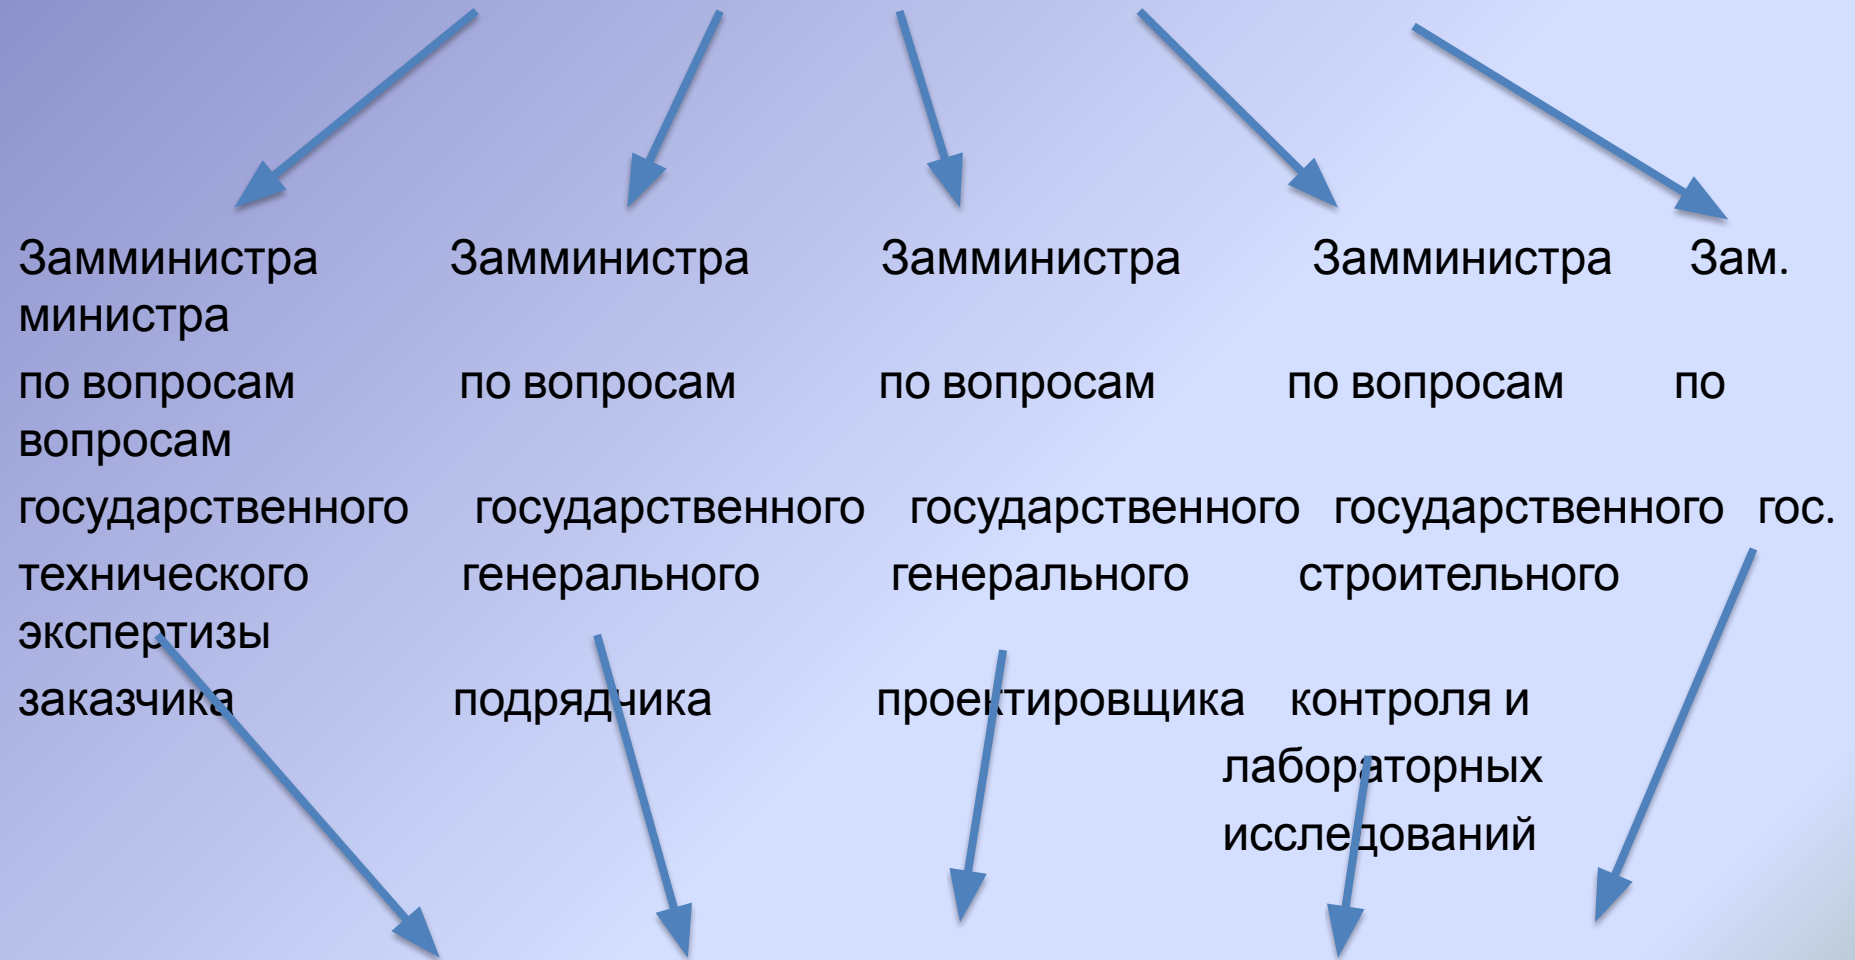 Замминистра Замминистра Замминистра Замминистра Зам.
министра
по вопросам по вопросам по вопросам по вопросам по
вопросам
государственного государственного государственного государственного гос.
технического генерального генерального строительного
экспертизы
заказчика подрядчика проектировщика контроля и
лабораторных
исследований